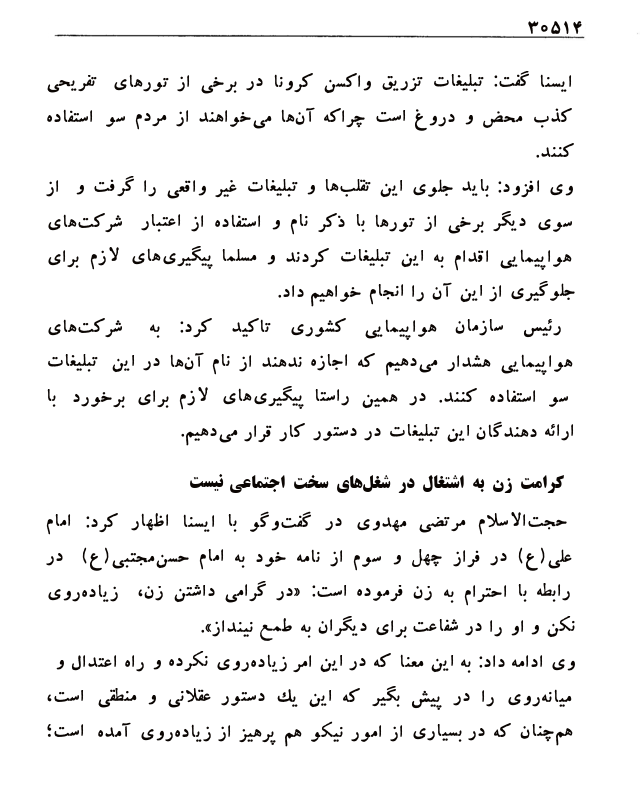 ۳۰۵۱۴
ایسنا گفت: تبلیغات تزریق واکسن کرونا در برخی از تورهای تفریحی
کذب محض و دروغ است چراکه آن‌ها می‌خواهند از مردم سو استفاده
کنند.
وی افزود: باید جلوی این تقلب‌ها و تبلیغات غیر واقعی را گرفت و از
سوی دیگر برخی از تورها با ذکر نام و استفاده از اعتبار شرکت‌های
هواپیمایی اقدام به این تبلیغات کردند و مسلما پیگیری‌های لازم برای
جلوگیری از این آن را انجام خواهیم داد.
رئیس سازمان هواپیمایی کشوری تاکید کرد: به شرکت‌های
هواپیمایی هشدار می‌دهیم که اجازه ندهند از نام آن‌ها در این تبلیغات
سو استفاده کنند. در همین راستا پیگیری‌های لازم برای برخورد با
ارائه دهندگان این تبلیغات در دستور کار قرار می‌دهیم.
کرامت زن به اشتغال در شغل‌های سخت اجتماعی نیست
حجت‌الاسلام مرتضی مهدوی در گفت‌وگو با ایسنا اظهار کرد: امام
علی(ع) در فراز چهل و سوم از نامه خود به امام حسن‌مجتبی(ع) در
رابطه با احترام به زن فرموده است: «در گرامی داشتن زن، زیاده‌روی
نکن و او را در شفاعت برای دیگران به طمع نینداز».
وی ادامه داد: به این معنا که در این امر زیاده‌روی نکرده و راه اعتدال و
میانه‌روی را در پیش بگیر که این یك دستور عقلانی و منطقی است،
هم‌چنان که در بسیاری از امور نیکو هم پرهیز از زیاده‌روی آمده است؛